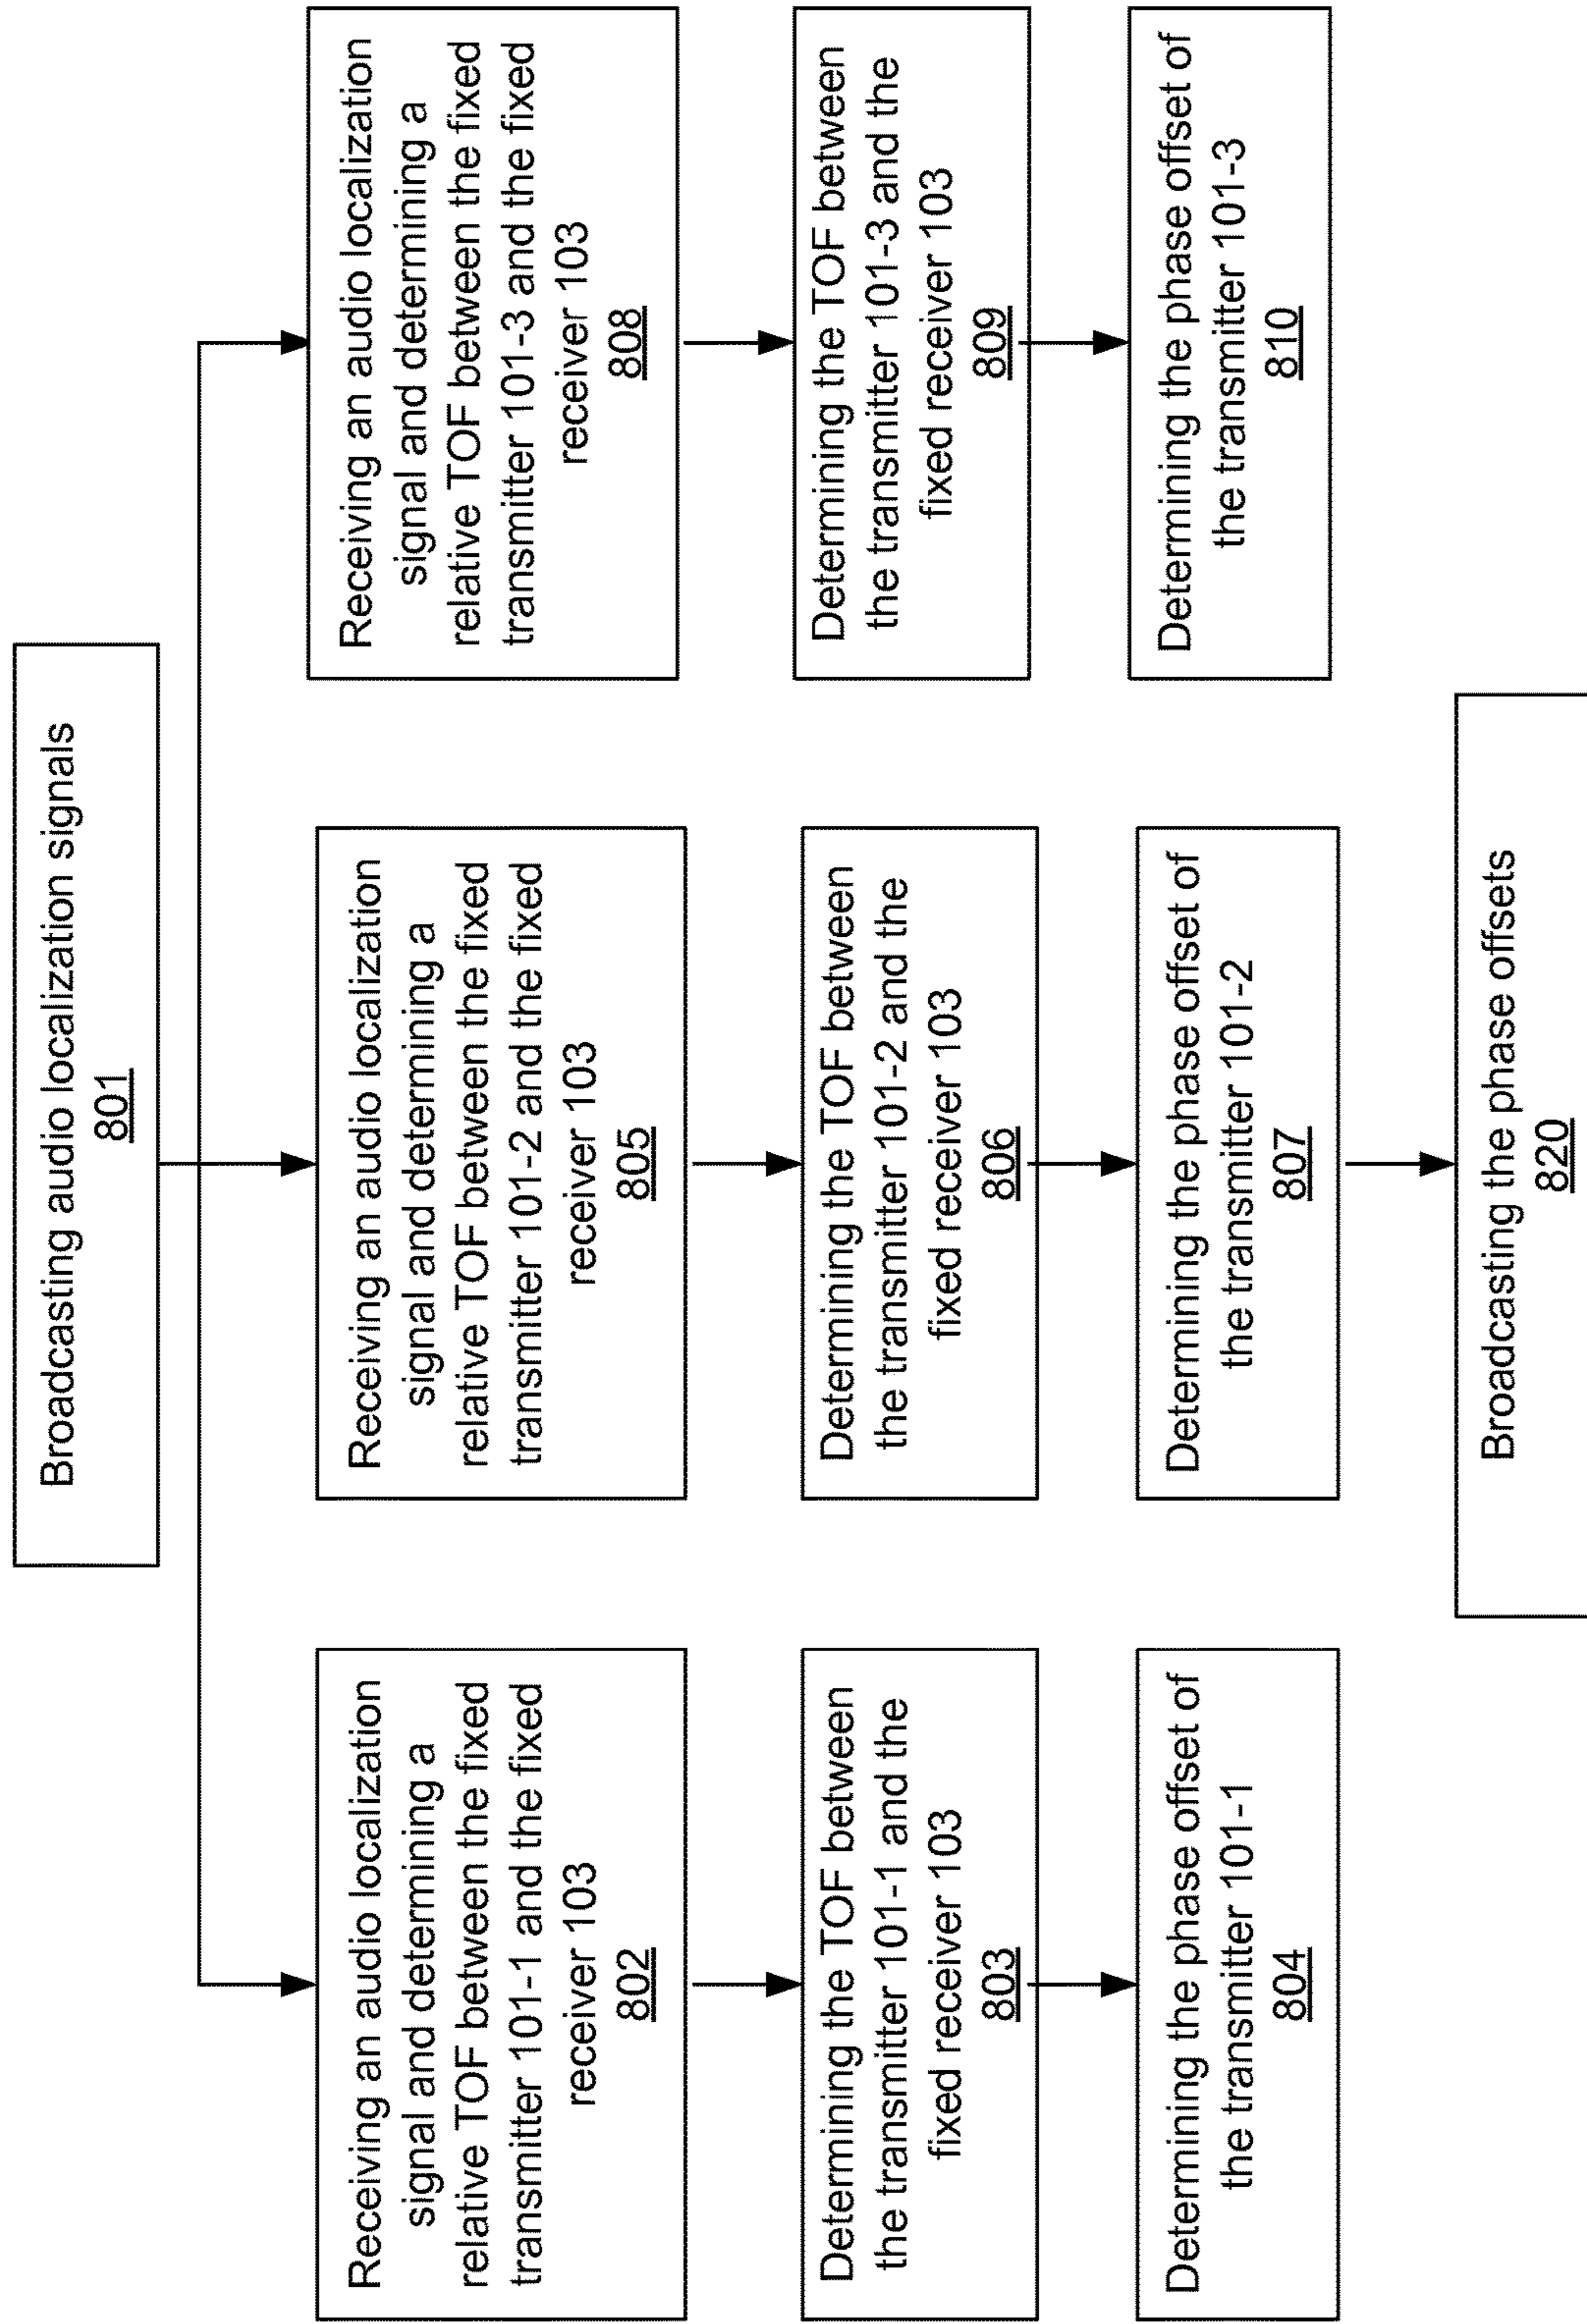 Broadcasting audio localization signals
801
Receiving an audio localization
signal and determining a
relative TOF between the fixed
transmitter 101-1 and the fixed
receiver 103
802
Determining the TOF between
the transmitter 101-1 and the
fixed receiver 103
803
Determining the phase offset of
the transmitter 101-1
804
Receiving an audio localization
signal and determining a
relative TOF between the fixed
transmitter 101-2 and the fixed
receiver 103
805
Determining the TOF between
the transmitter 101-2 and the
fixed receiver 103
806
Determining the phase offset of
the transmitter 101-2
807
Receiving an audio localization
signal and determining a
relative TOF between the fixed
transmitter 101-3 and the fixed
receiver 103
808
Determining the TOF between
the transmitter 101-3 and the
fixed receiver 103
809
Determining the phase offset of
the transmitter 101-3
810
Broadcasting the phase offsets
820